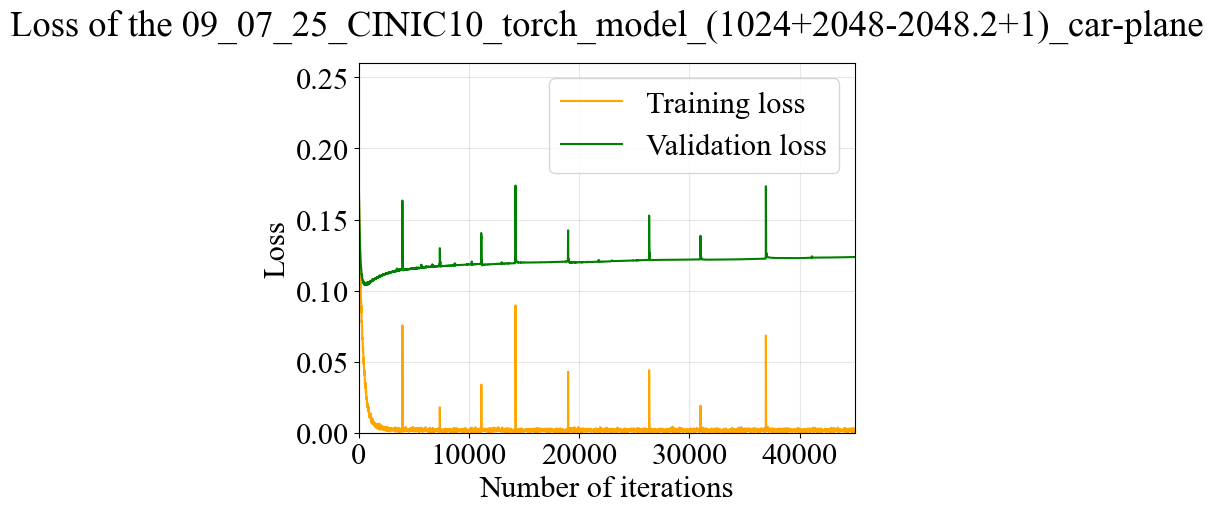 Loss of the 09_07_25_CINIC10_torch_model_(1024+2048-2048.2+1)_car-plane
0.25
Training loss
Validation loss
0.20
0.15
Loss
0.10
0.05
0.00
0 10000 20000 30000 40000
Number of iterations